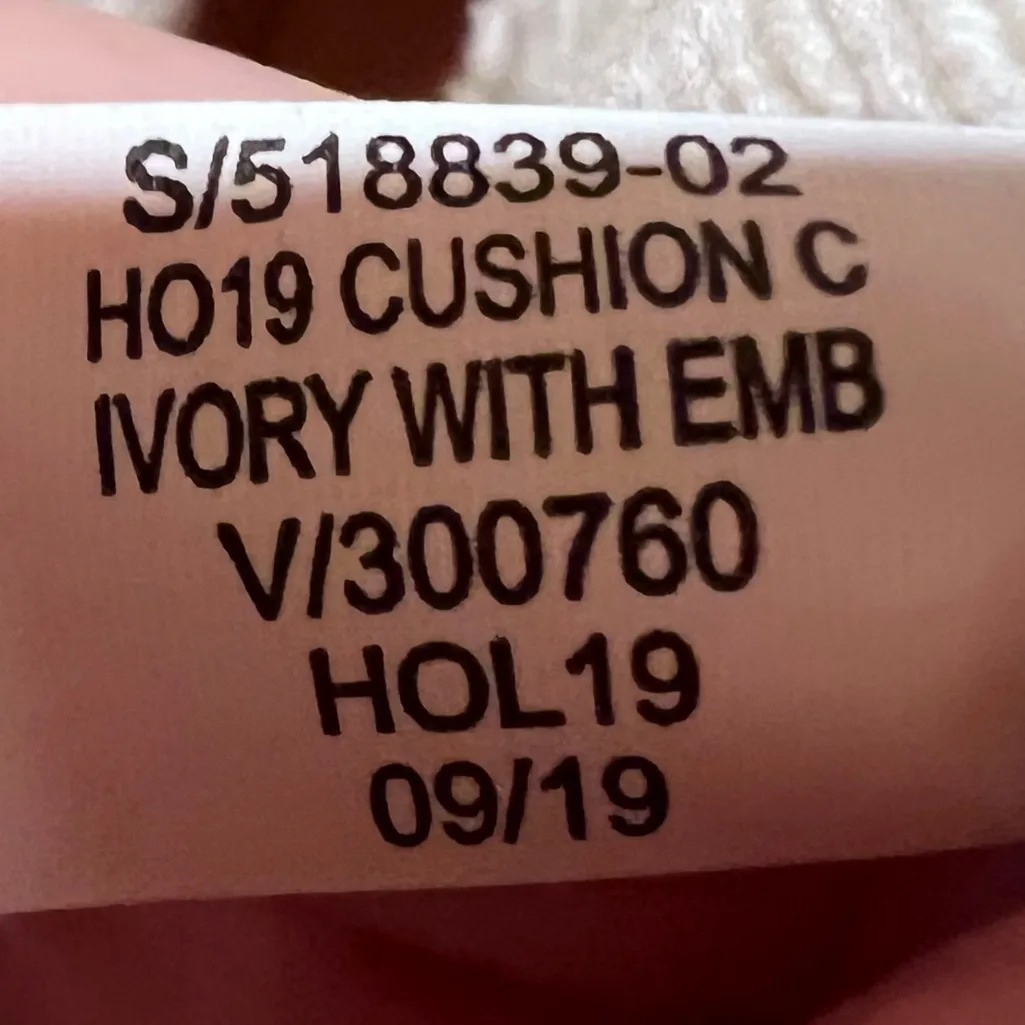 S/518839-02
HO19 CUSHION C
IVORY WITH EMB
V/300760
HOL19
09/19